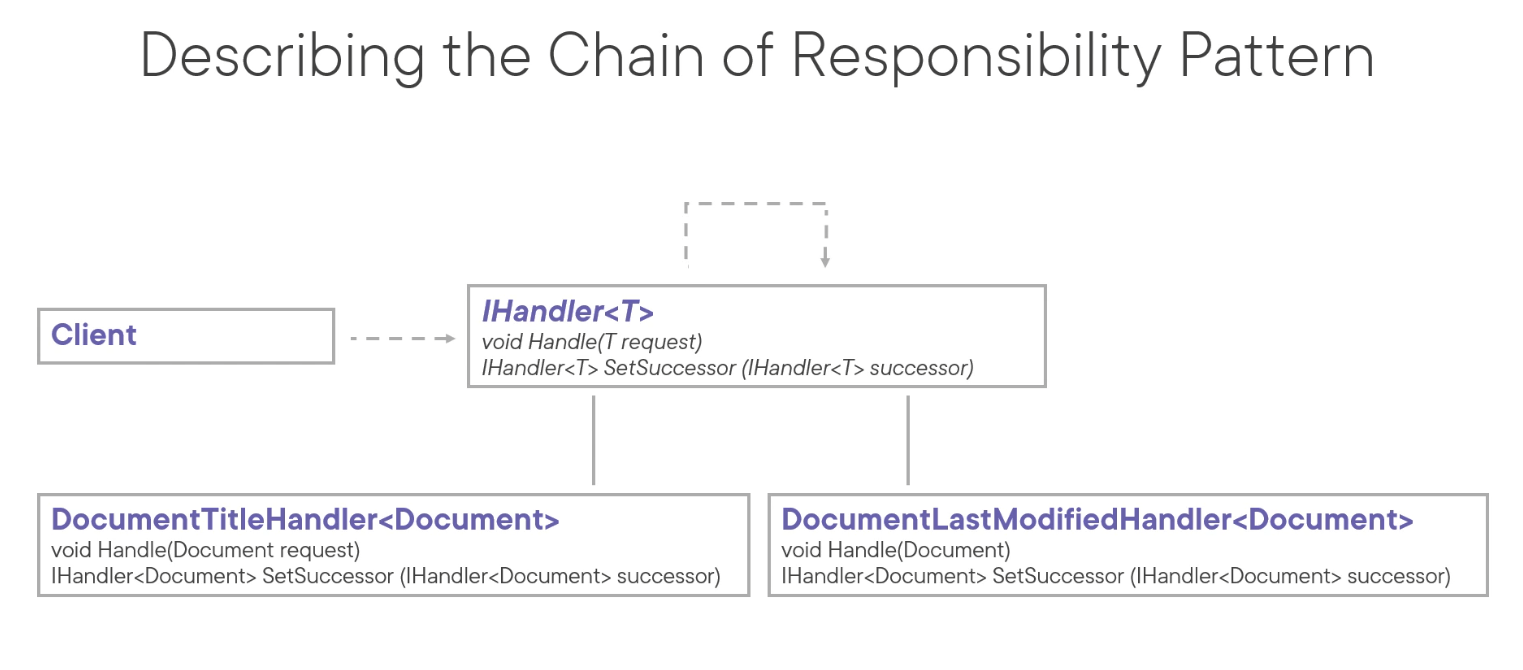 Describing the Chain of Responsibility Pattern
Client
IHandler<T>
void Handle(T request)
IHandler<T> SetSuccessor (IHandler<T> successor)
DocumentTitleHandler<Document>
void Handle(Document request)
IHandler<Document> SetSuccessor (IHandler<Document> successor)
DocumentLastModifiedHandler<Document>
void Handle(Document)
IHandler<Document> SetSuccessor (IHandler<Document> successor)